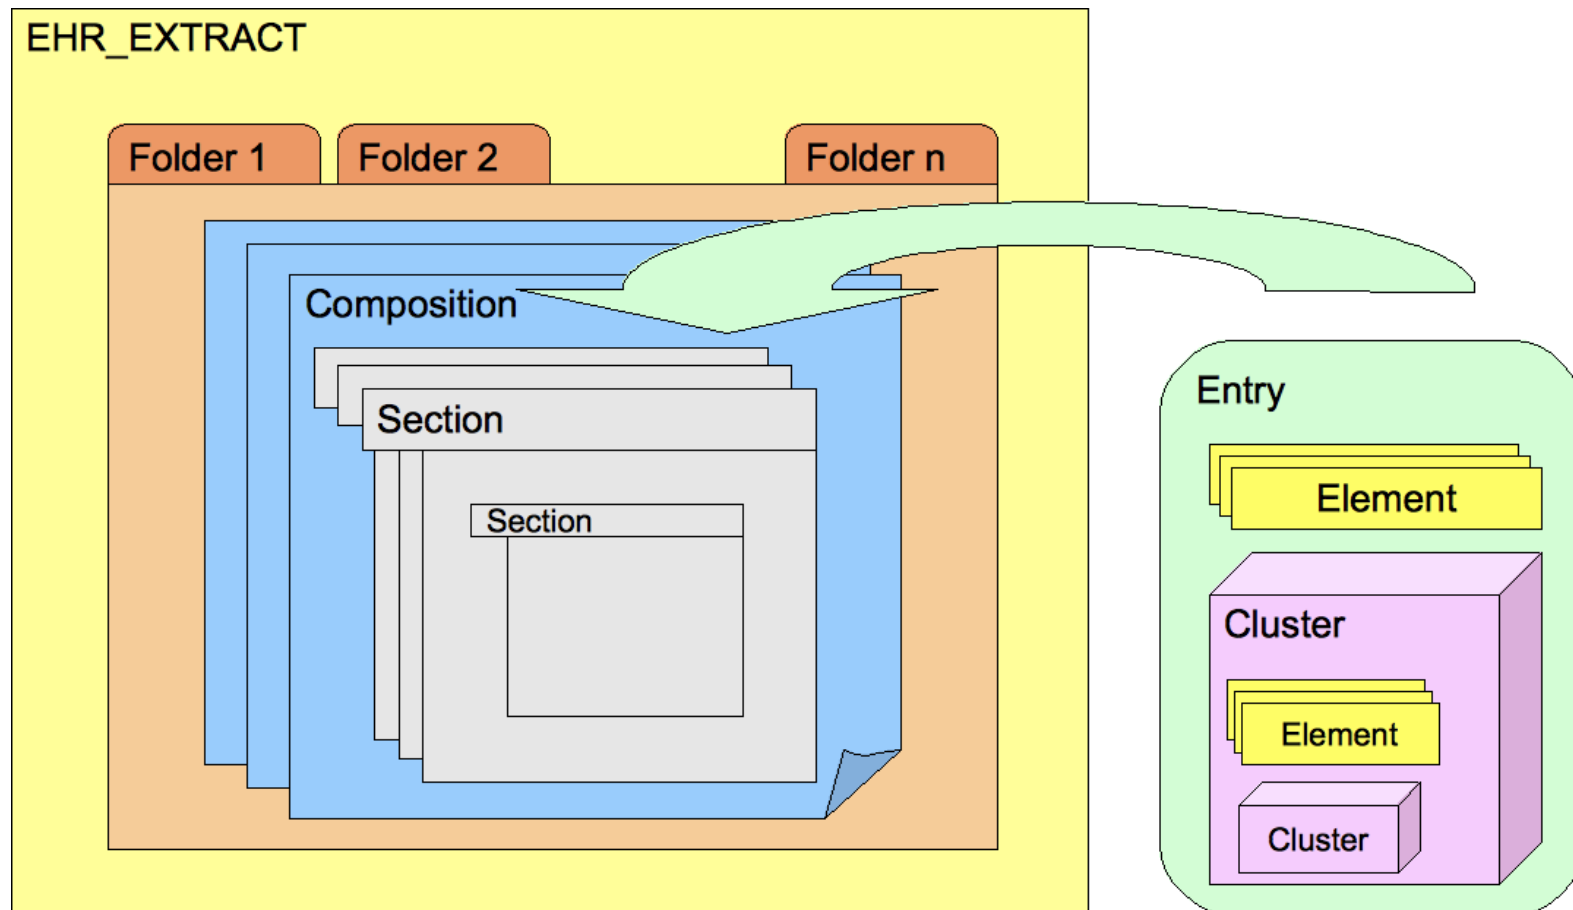 EHR_EXTRACT
Folder 1
Folder 2
Folder n
Composition
Section
Section
Entry
Element
Cluster
Element
Cluster